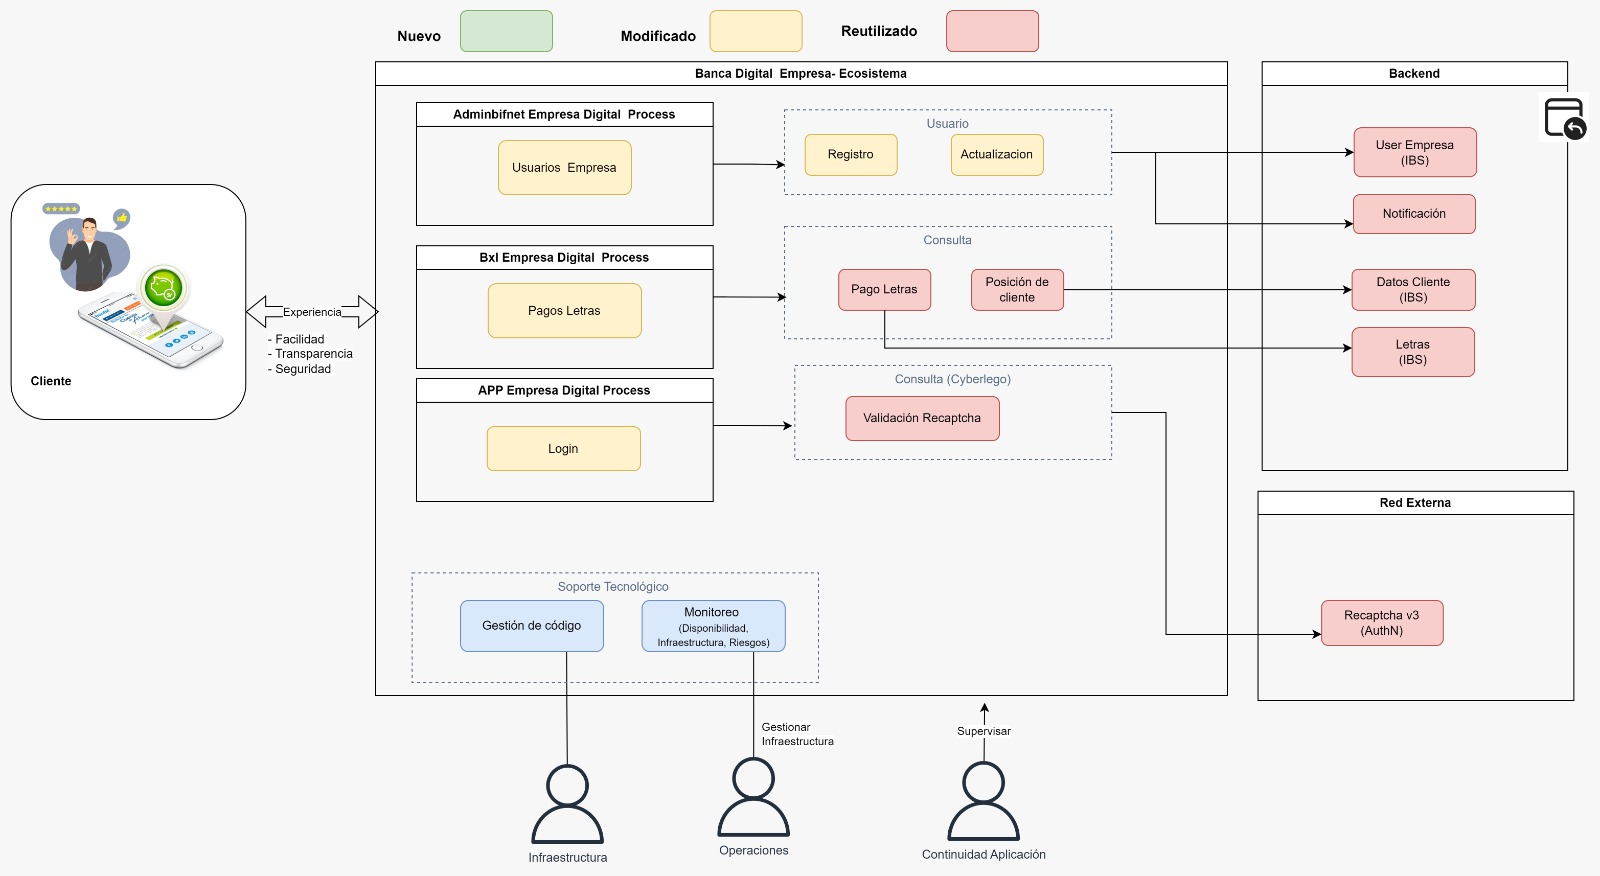 Nuevo
Modificado
Reutilizado
Banca Digital  Empresa- Ecosistema
Backend
Adminbifnet Empresa Digital  Process
Usuarios  Empresa
Usuario
Registro
Actualizacion
User Empresa
(IBS)
Notificación
BxI Empresa Digital  Process
Pagos Letras
Consulta
Pago Letras
Posición de
cliente
Datos Cliente
(IBS)
Letras
(IBS)
Experiencia
- Facilidad
- Transparencia
- Seguridad
Cliente
APP Empresa Digital Process
Login
Consulta (Cyberlego)
Validación Recaptcha
Red Externa
Recaptcha v3
(AuthN)
Soporte Tecnológico
Gestión de código
Monitoreo
(Disponibilidad,
Infraestructura, Riesgos)
Gestionar
Infraestructura
Supervisar
Infraestructura
Operaciones
Continuidad Aplicación